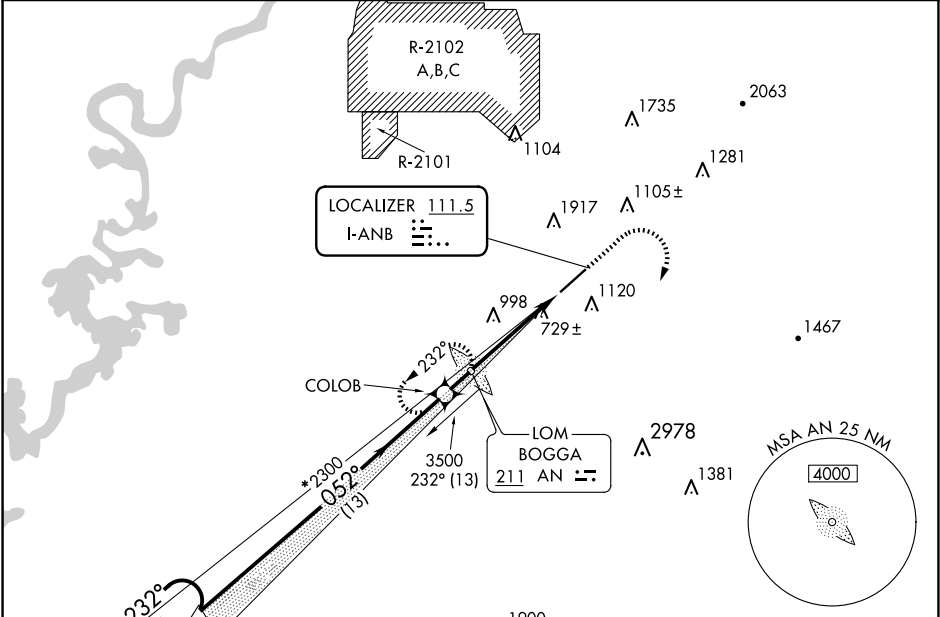 R-2102
A,B,C
2063
1735
1104
R-2101
1281
LOCALIZER 111.5
I-ANB
1917
1105±
998
1120
729±
1467
232°
COLOB
LOM
BOGGA
211 AN
3500
232° (13)
2978
MSA AN 25 NM
4000
1381
*2300
052°
(13)
232°